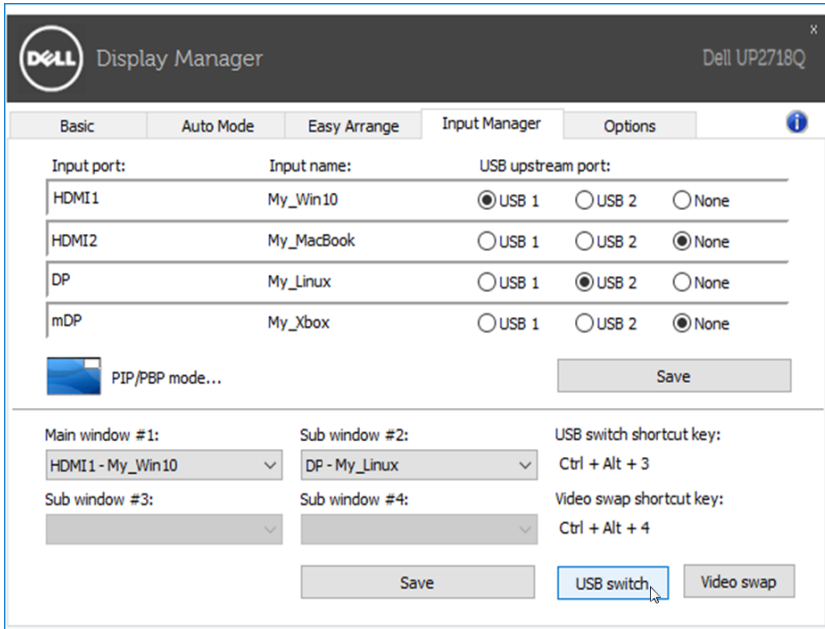 DELL Display Manager Dell UP2718Q x
Basic Auto Mode Easy Arrange Input Manager Options i
Input port: Input name: USB upstream port:
HDMI1 My_Win10 USB 1 USB 2 None
HDMI2 My_MacBook USB 1 USB 2 None
DP My_Linux USB 1 USB 2 None
mDP My_Xbox USB 1 USB 2 None
PIP/PBP mode... Save
Main window #1: Sub window #2: USB switch shortcut key:
HDMI1 - My_Win10 DP - My_Linux Ctrl + Alt + 3
Sub window #3: Sub window #4: Video swap shortcut key:
Ctrl + Alt + 4
Save USB switch Video swap